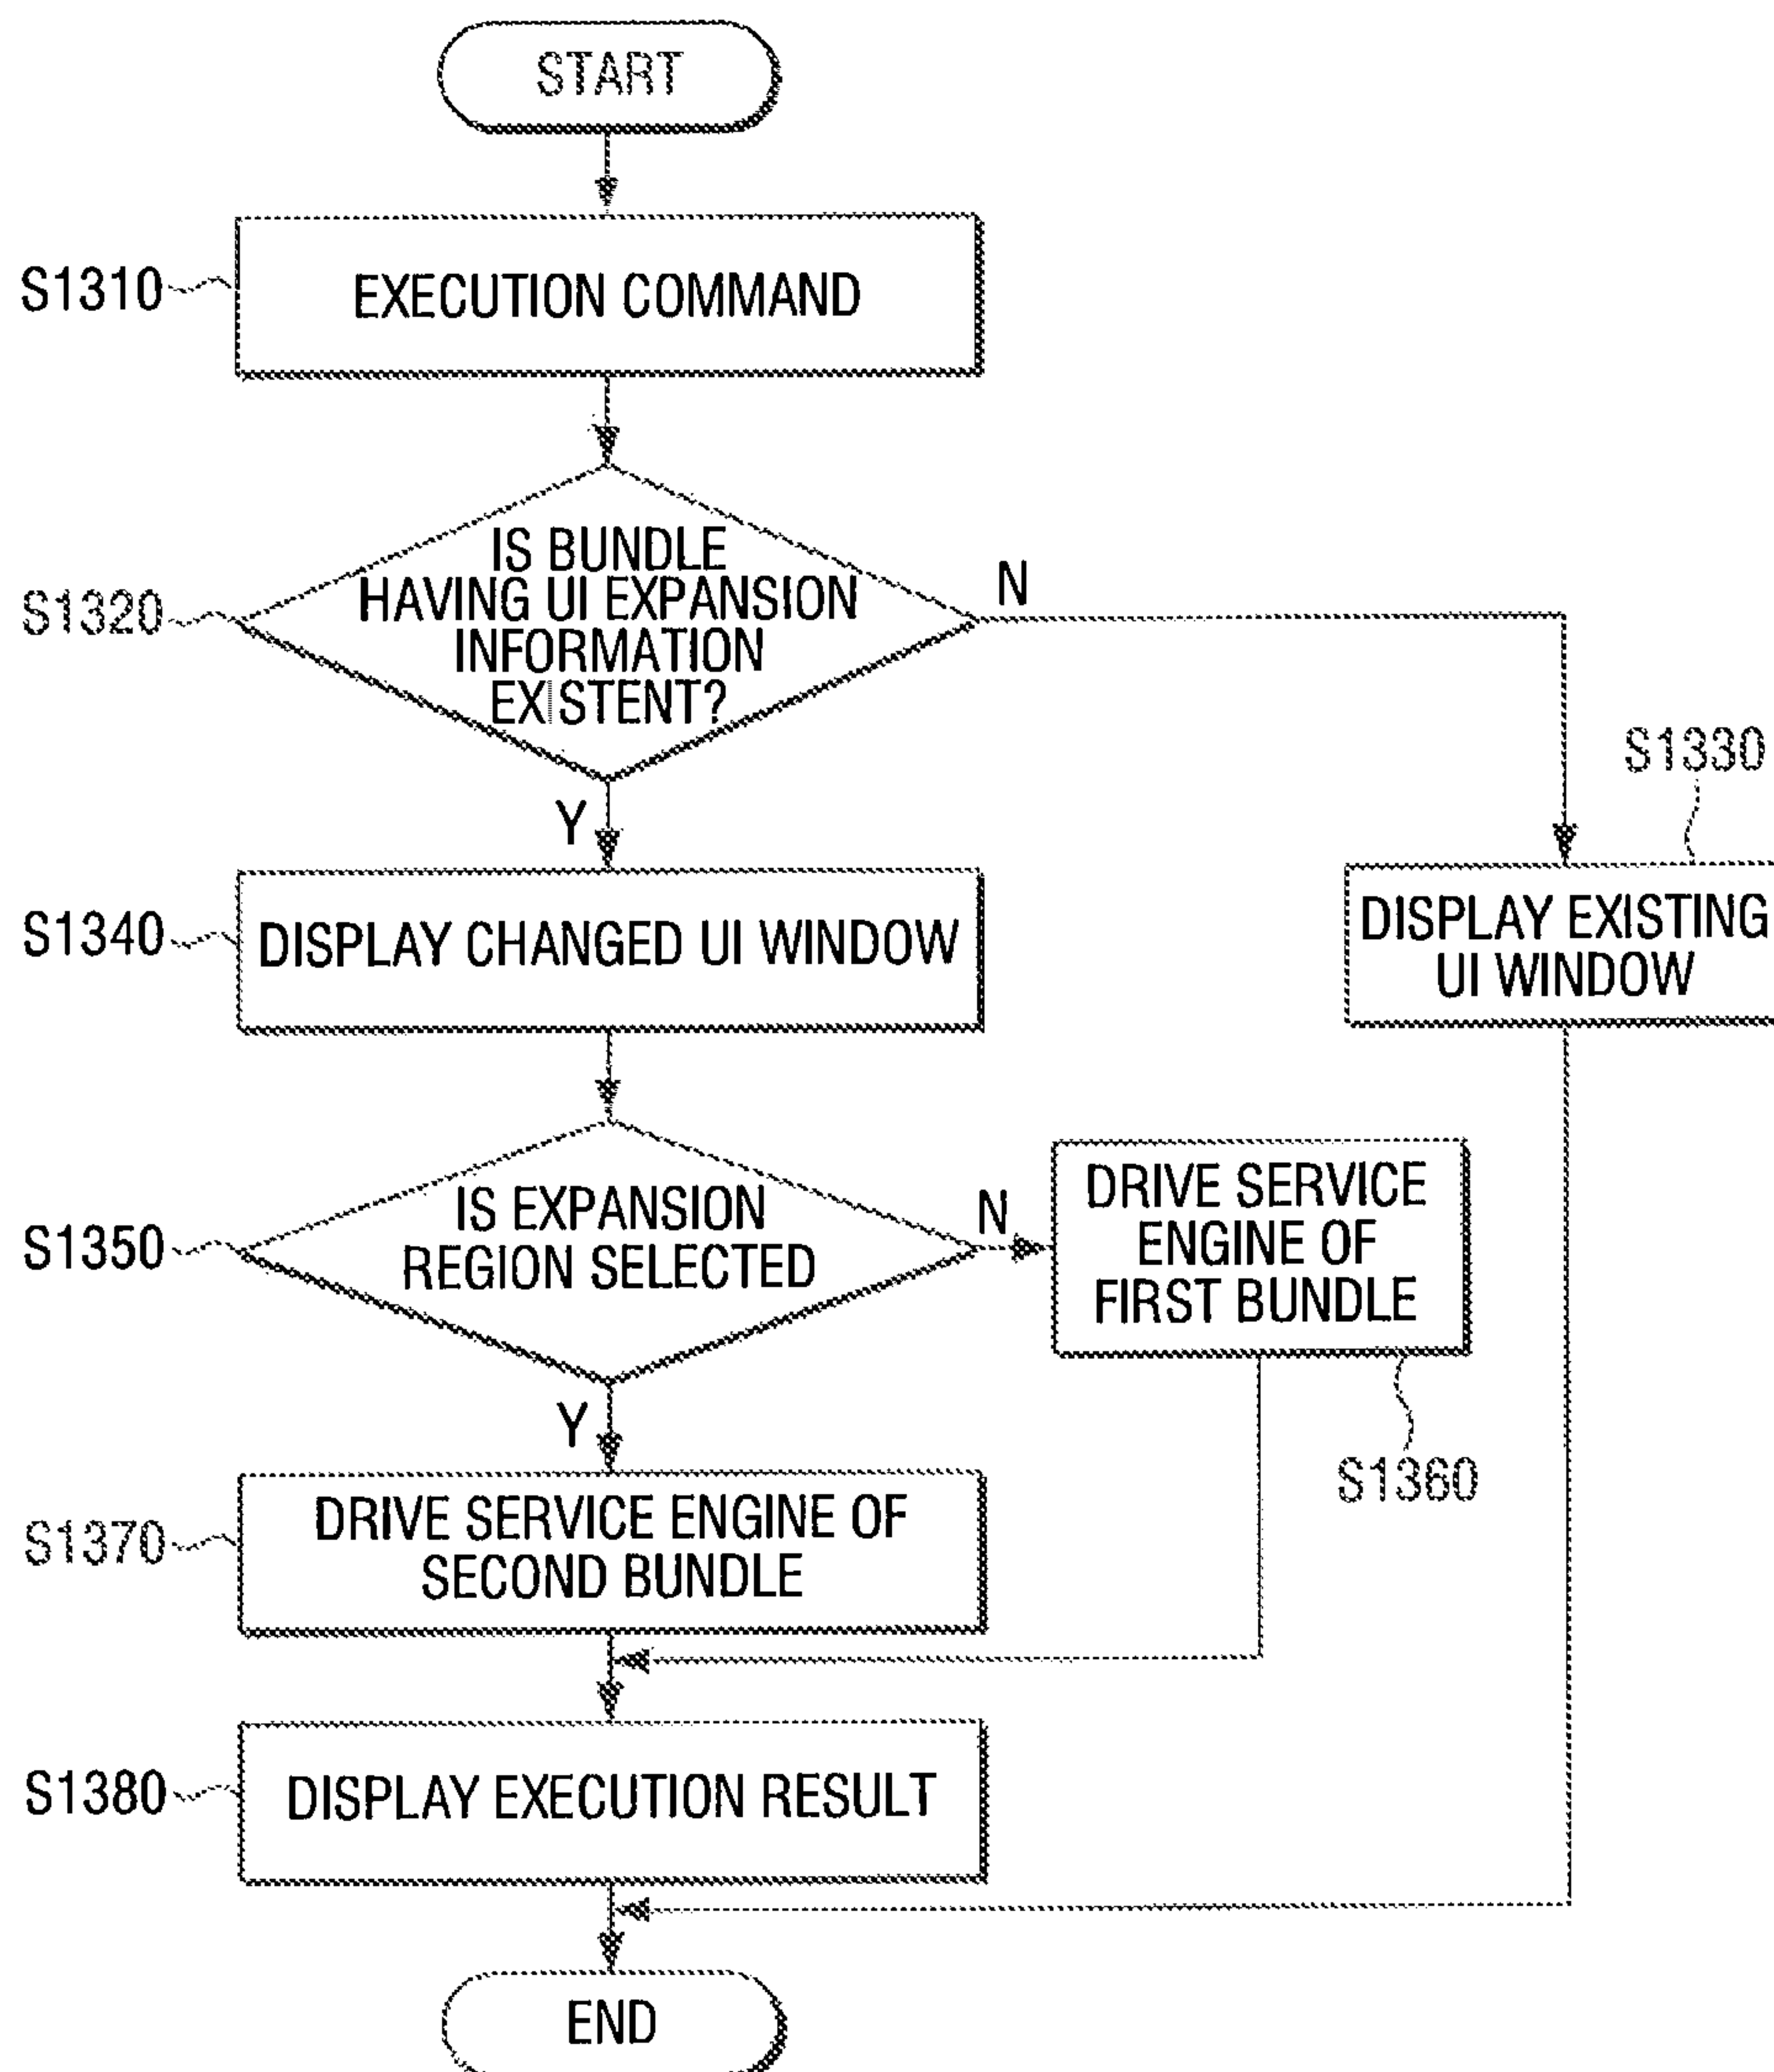 START
S1310
EXECUTION COMMAND
S1320
IS BUNDLE
HAVING UI EXPANSION
INFORMATION
EXISTENT?
N
Y
S1330
DISPLAY EXISTING
UI WINDOW
S1340
DISPLAY CHANGED UI WINDOW
S1350
IS EXPANSION
REGION SELECTED
N
DRIVE SERVICE
ENGINE OF
FIRST BUNDLE
S1360
Y
S1370
DRIVE SERVICE ENGINE OF
SECOND BUNDLE
S1380
DISPLAY EXECUTION RESULT
END